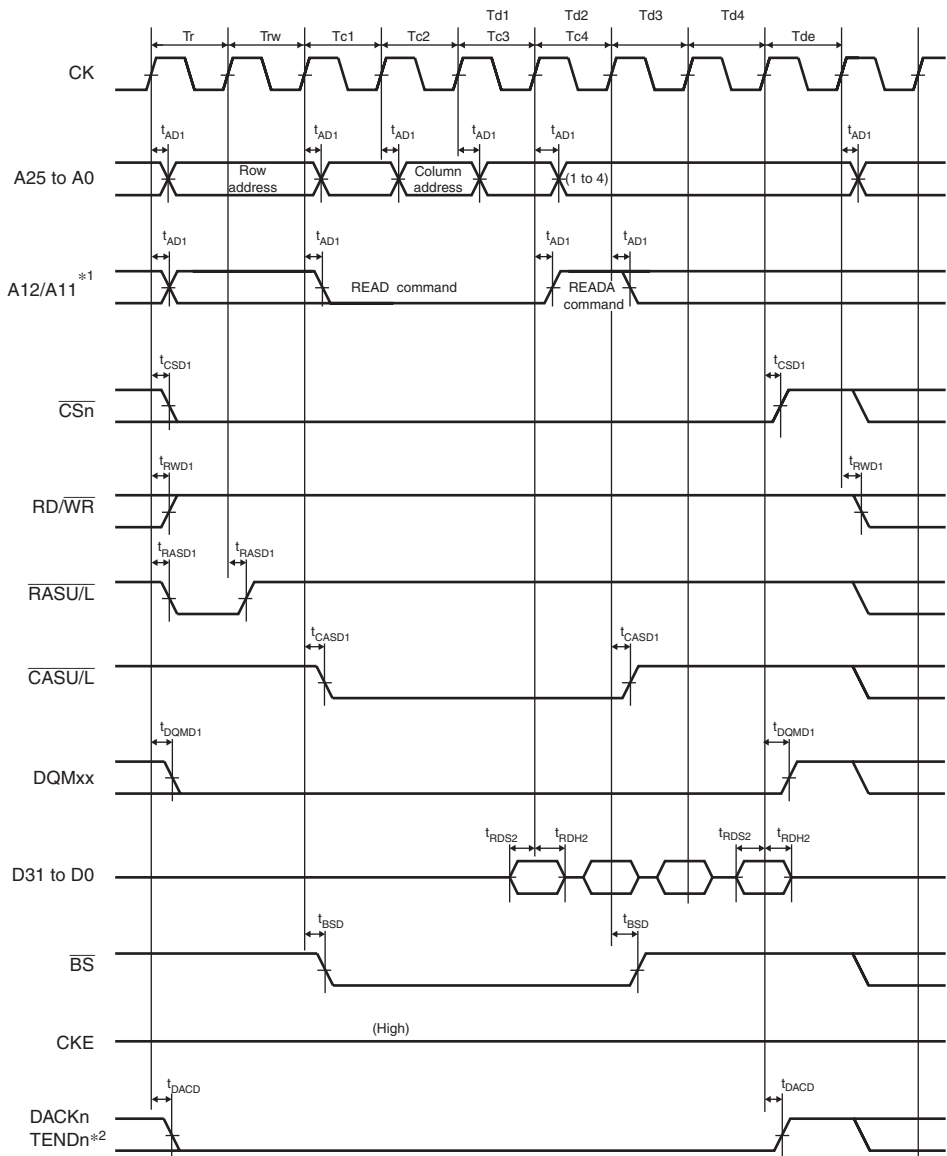 Td1 Td2 Td3 Td4
Tr Trw Tc1 Tc2 Tc3 Tc4 Tde
CK
tAD1 tAD1 tAD1 tAD1 tAD1 tAD1
A25 to A0
Row
address
Column
address
(1 to 4)
tAD1 tAD1 tAD1 tAD1
A12/A11*1
READ command
READA
command
tCSD1 tCSD1
CSn
tRWD1 tRWD1
RD/WR
tRASD1 tRASD1
RASU/L
tCASD1 tCASD1
CASU/L
tDQMD1 tDQMD1
DQMxx
tRDS2 tRDH2 tRDS2 tRDH2
D31 to D0
tBSD tBSD
BS
(High)
CKE
tDACD tDACD
DACKn
TENDn*2